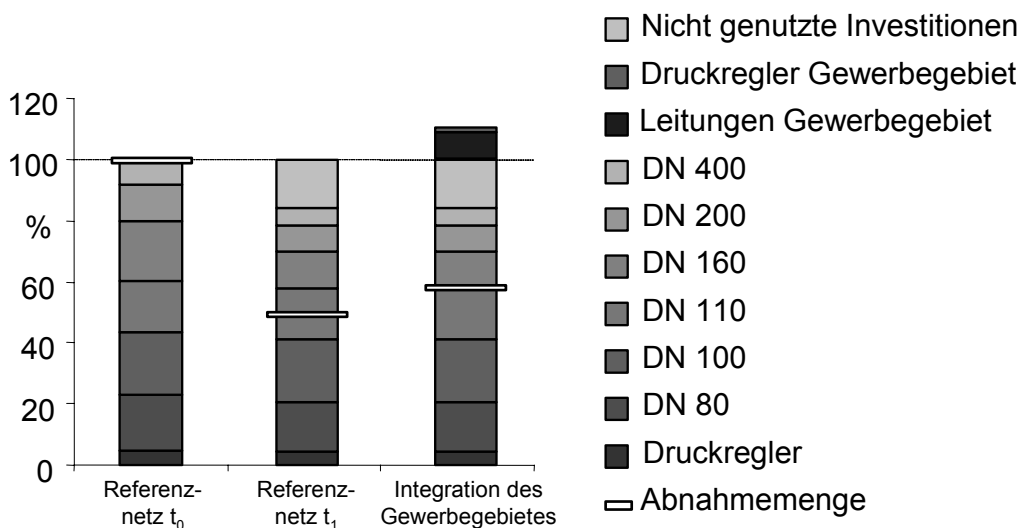 120
100
%
80
60
40
20
0
Referenz-
netz t0
Referenz-
netz t1
Integration des
Gewerbegebietes
Nicht genutzte Investitionen
Druckregler Gewerbegebiet
Leitungen Gewerbegebiet
DN 400
DN 200
DN 160
DN 110
DN 100
DN 80
Druckregler
Abnahmemenge